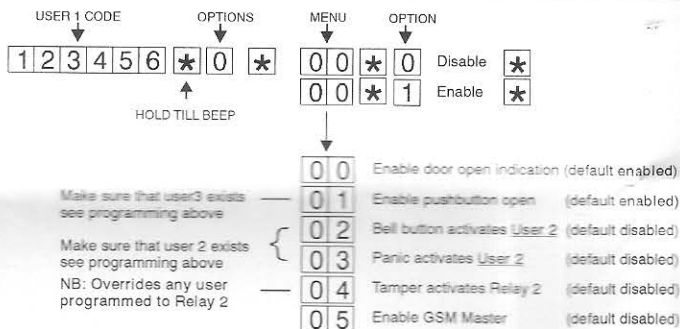 USER 1 CODE OPTIONS MENU OPTION
1 2 3 4 5 6 * 0 * 0 0 * 0 Disable *
0 0 * 1 Enable *
HOLD TILL BEEP
0 0 Enable door open indication (default enabled)
Make sure that user3 exists
see programming above
0 1 Enable pushbutton open (default enabled)
0 2 Bell button activates User 2 (default disabled)
Make sure that user 2 exists
see programming above
0 3 Panic activates User 2 (default disabled)
NB: Overrides any user
programmed to Relay 2
0 4 Tamper activates Relay 2 (default disabled)
0 5 Enable GSM Master (default disabled)